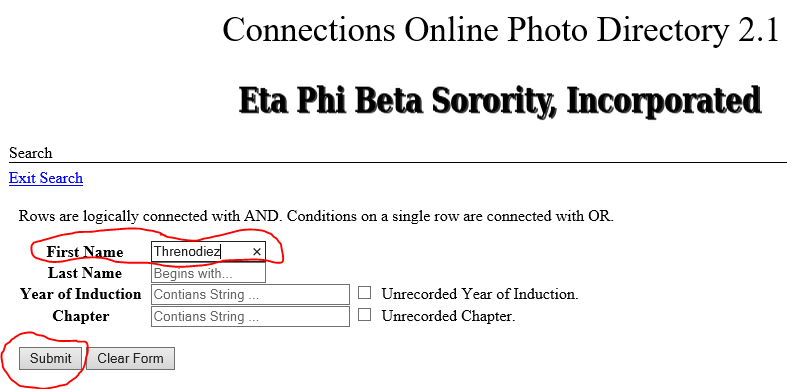 Connections Online Photo Directory 2.1
Eta Phi Beta Sorority, Incorporated
Search
Exit Search
Rows are logically connected with AND. Conditions on a single row are connected with OR.
First Name Threnodiez ×
Last Name Begins with...
Year of Induction Contians String ... Unrecorded Year of Induction.
Chapter Contians String ... Unrecorded Chapter.
Submit Clear Form